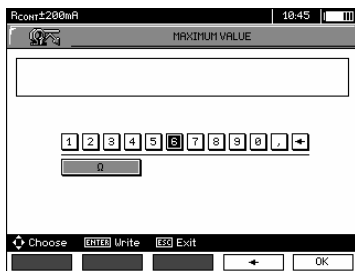 RCONT±200mA 10:45
MAXIMUM VALUE
1 2 3 4 5 6 7 8 9 0 , ←
Ω
Choose ENTER Write ESC Exit
← OK